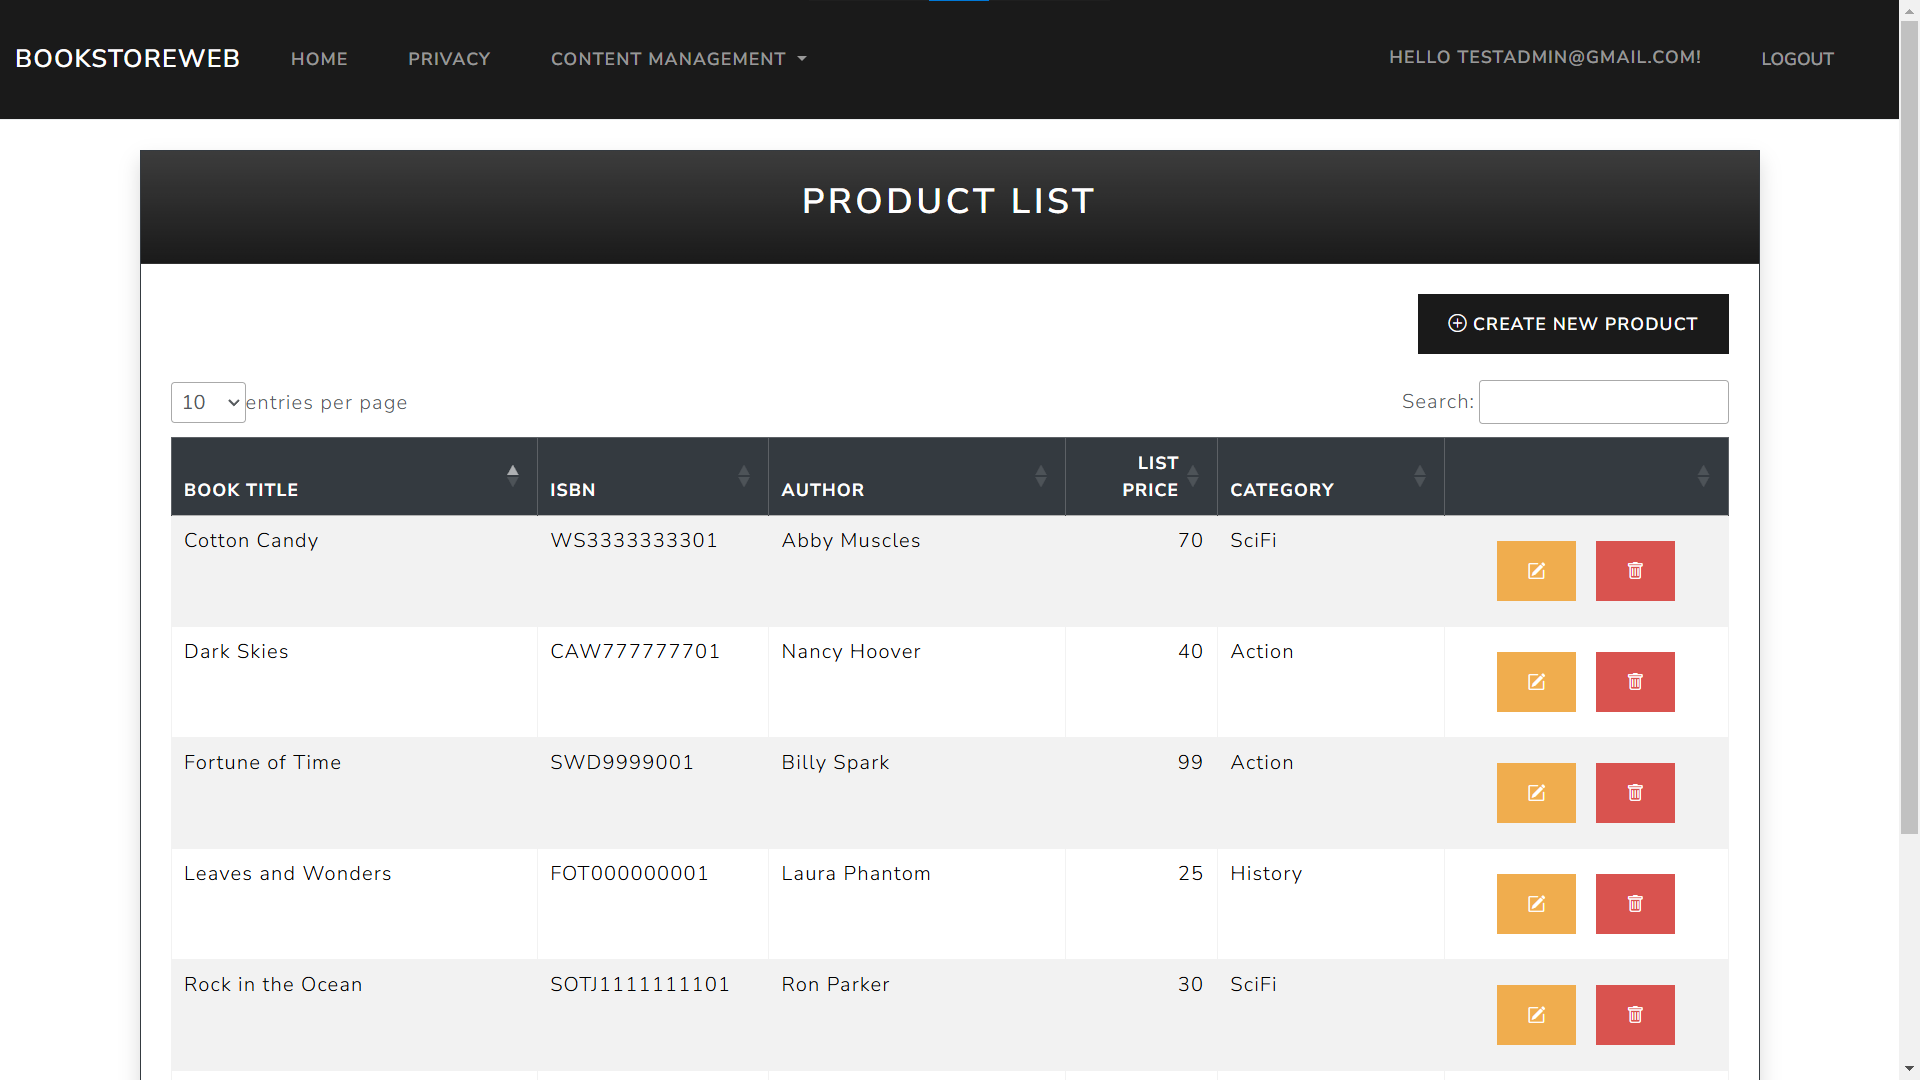 BOOKSTOREWEB HOME PRIVACY CONTENT MANAGEMENT HELLO TESTADMIN@GMAIL.COM! LOGOUT
PRODUCT LIST
CREATE NEW PRODUCT
10 entries per page Search:
BOOK TITLE ISBN AUTHOR LIST PRICE CATEGORY
Cotton Candy WS3333333301 Abby Muscles 70 SciFi
Dark Skies CAW777777701 Nancy Hoover 40 Action
Fortune of Time SWD9999001 Billy Spark 99 Action
Leaves and Wonders FOT000000001 Laura Phantom 25 History
Rock in the Ocean SOTJ1111111101 Ron Parker 30 SciFi